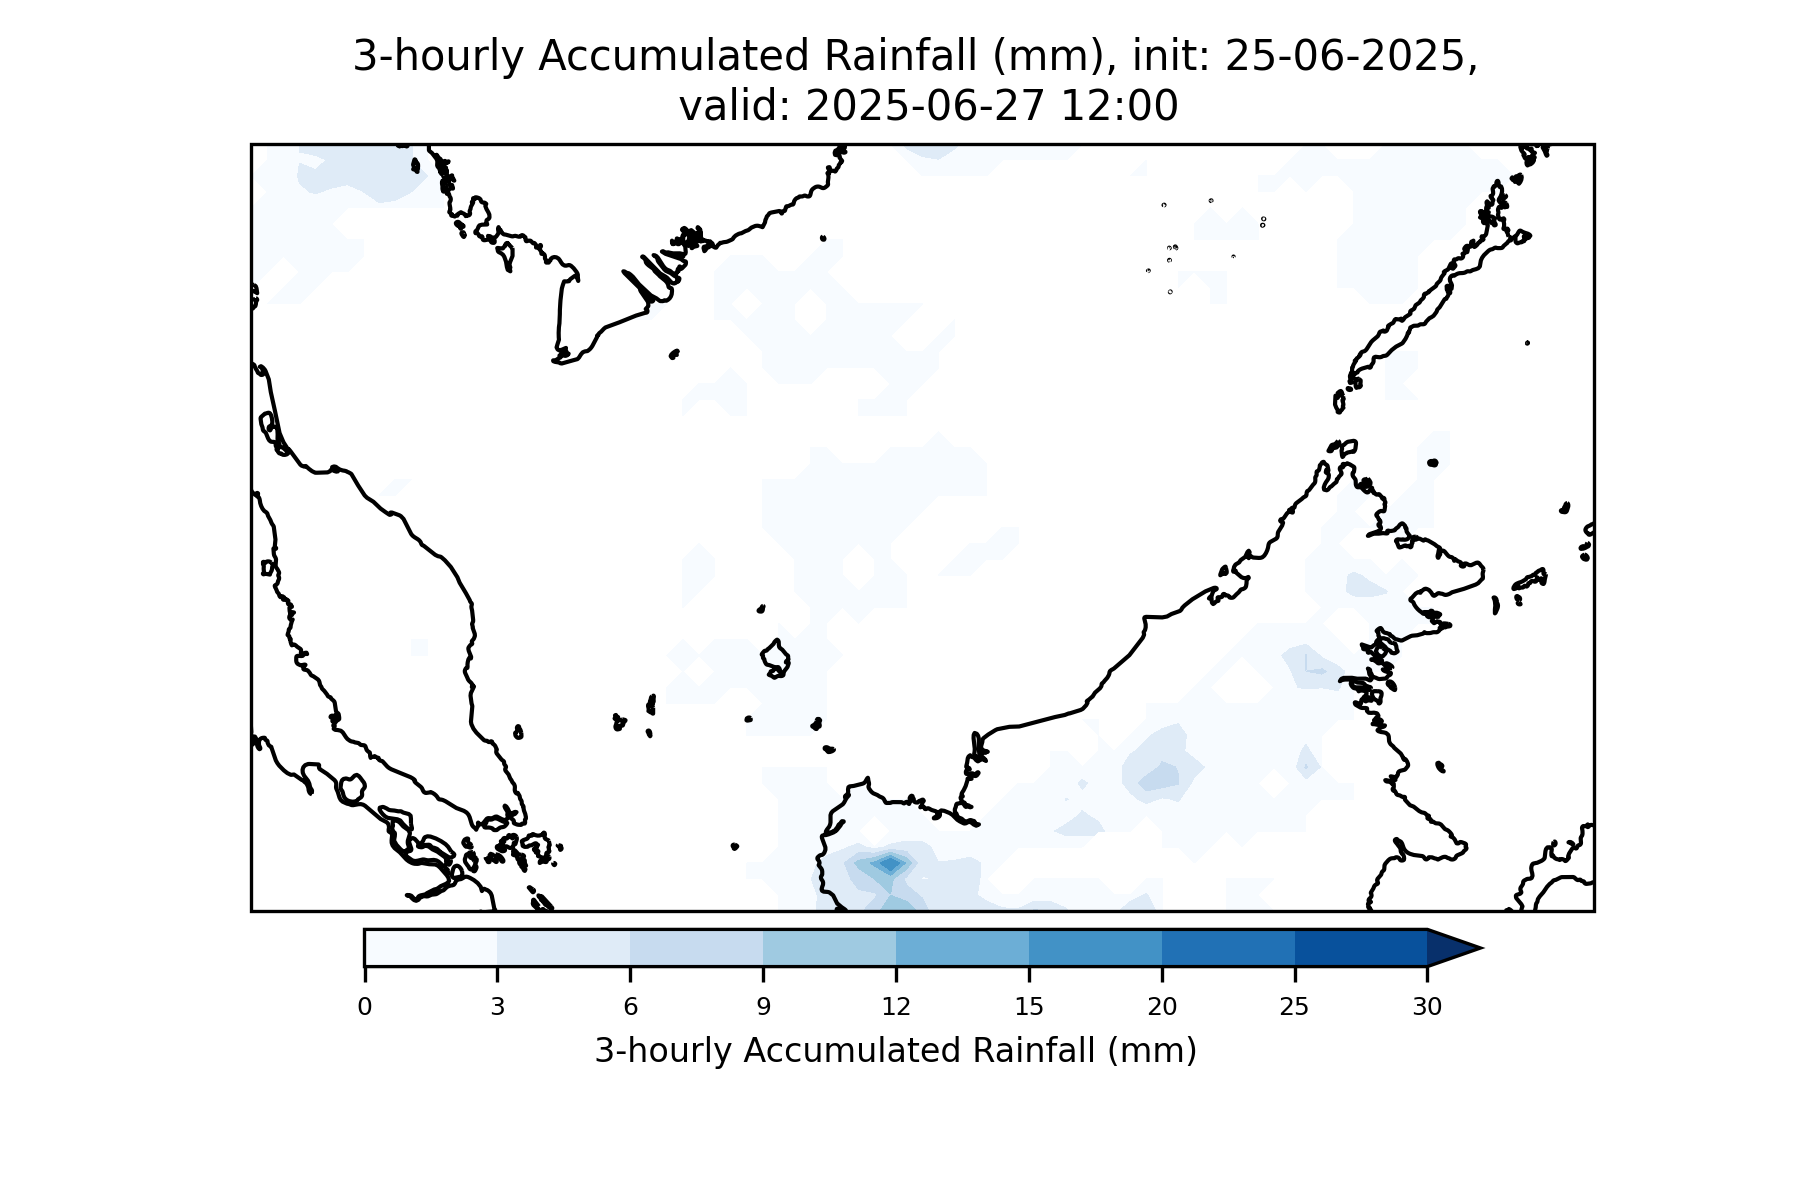 3-hourly Accumulated Rainfall (mm), init: 25-06-2025,
valid: 2025-06-27 12:00
0 3 6 9 12 15 20 25 30
3-hourly Accumulated Rainfall (mm)